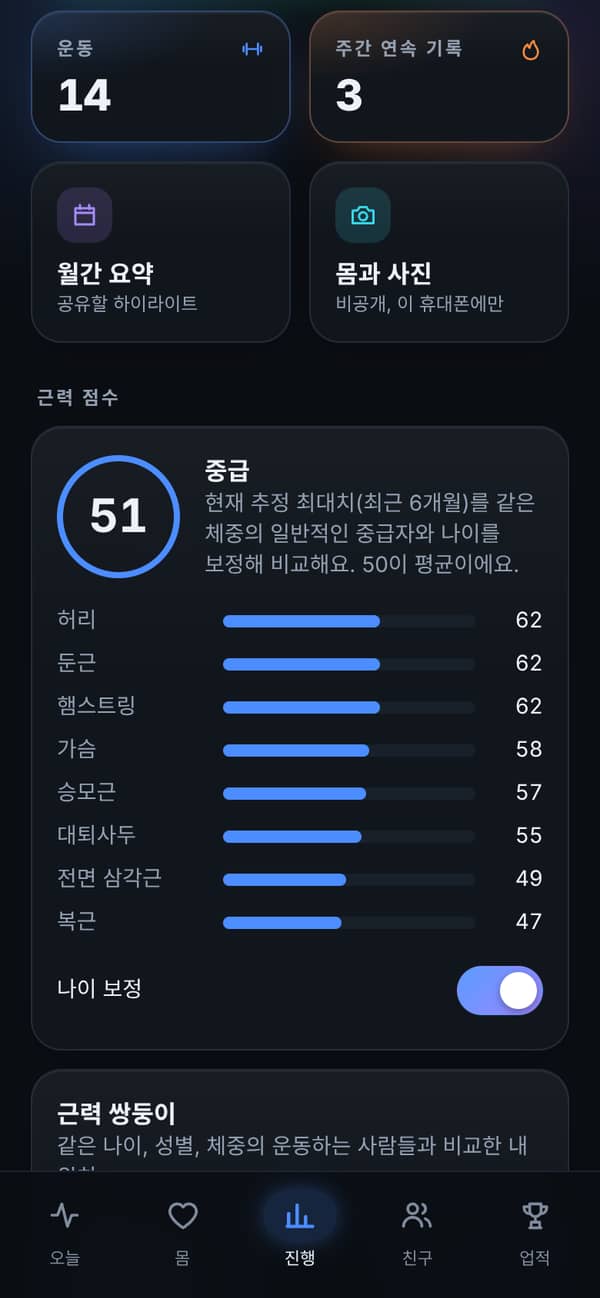 운동
14
주간 연속 기록
3
월간 요약
공유할 하이라이트
몸과 사진
비공개, 이 휴대폰에만
근력 점수
51
중급
현재 추정 최대치(최근 6개월)를 같은
체중의 일반적인 중급자와 나이를
보정해 비교해요. 50이 평균이에요.
허리 62
둔근 62
햄스트링 62
가슴 58
승모근 57
대퇴사두 55
전면 삼각근 49
복근 47
나이 보정
근력 쌍둥이
같은 나이, 성별, 체중의 운동하는 사람들과 비교한 내
오늘
몸
진행
친구
업적